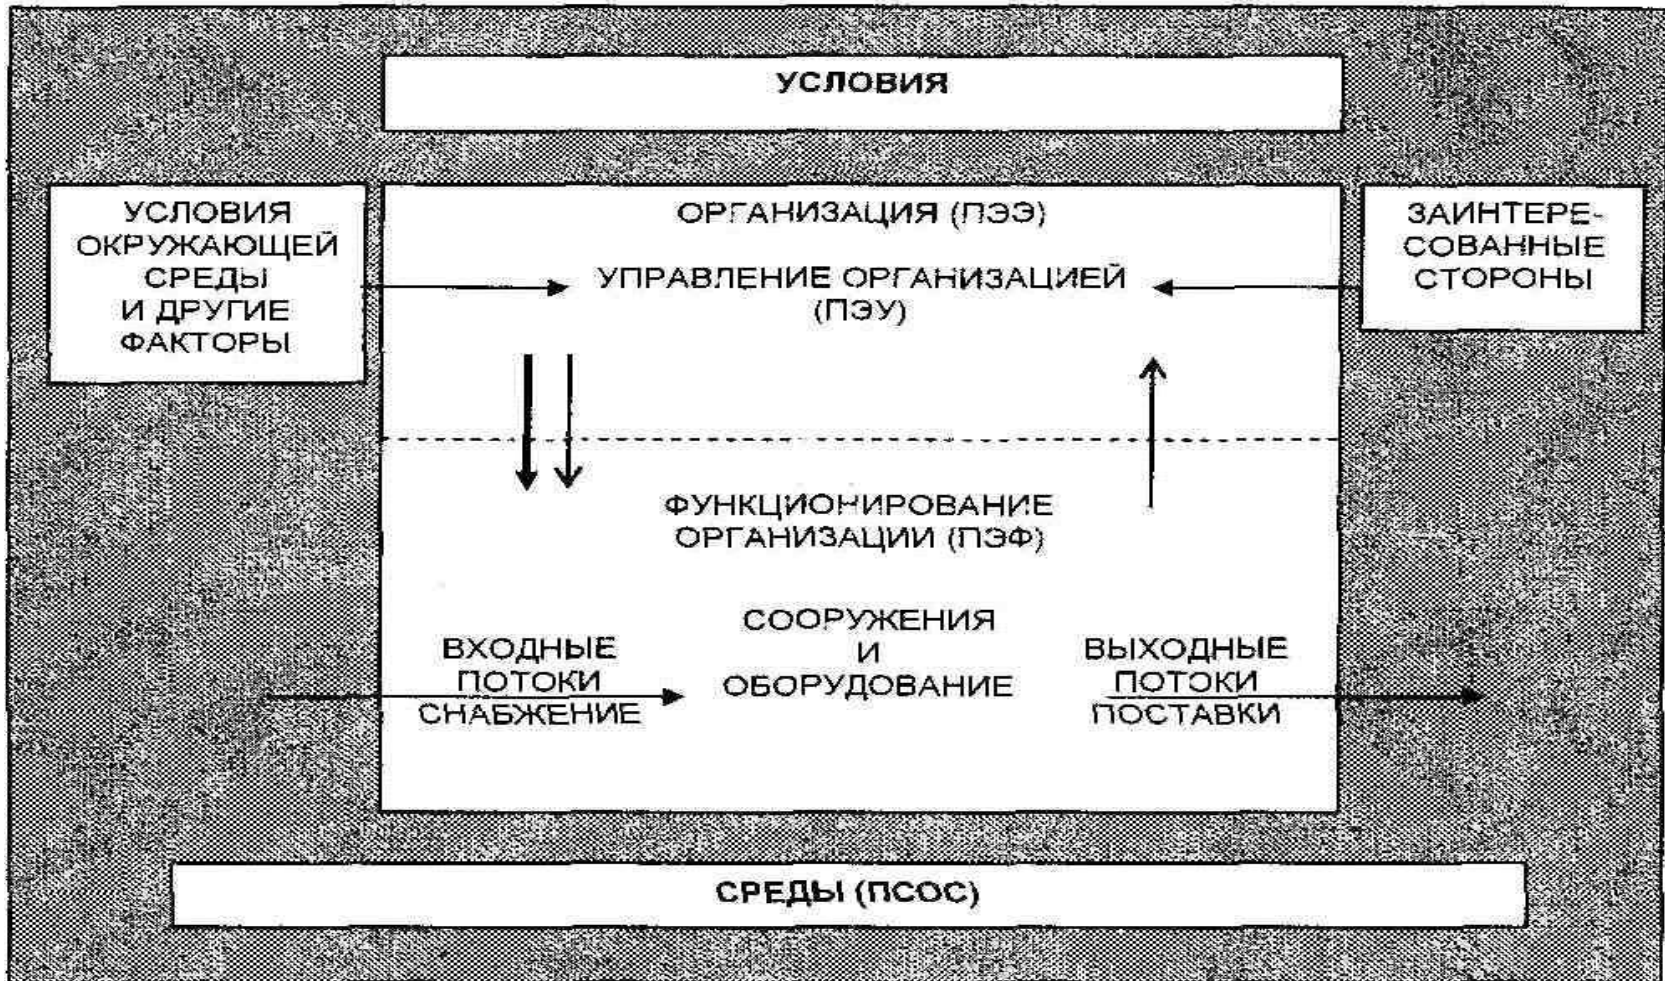 УСЛОВИЯ
УСЛОВИЯ
ОКРУЖАЮЩЕЙ
СРЕДЫ
И ДРУГИЕ
ФАКТОРЫ
ОРГАНИЗАЦИЯ (ПЭЭ)
УПРАВЛЕНИЕ ОРГАНИЗАЦИЕЙ
(ПЭУ)
ЗАИНТЕРЕ-
СОВАННЫЕ
СТОРОНЫ
ФУНКЦИОНИРОВАНИЕ
ОРГАНИЗАЦИИ (ПЭФ)
ВХОДНЫЕ
ПОТОКИ
СНАБЖЕНИЕ
СООРУЖЕНИЯ
И
ОБОРУДОВАНИЕ
ВЫХОДНЫЕ
ПОТОКИ
ПОСТАВКИ
СРЕДЫ (ПСОС)